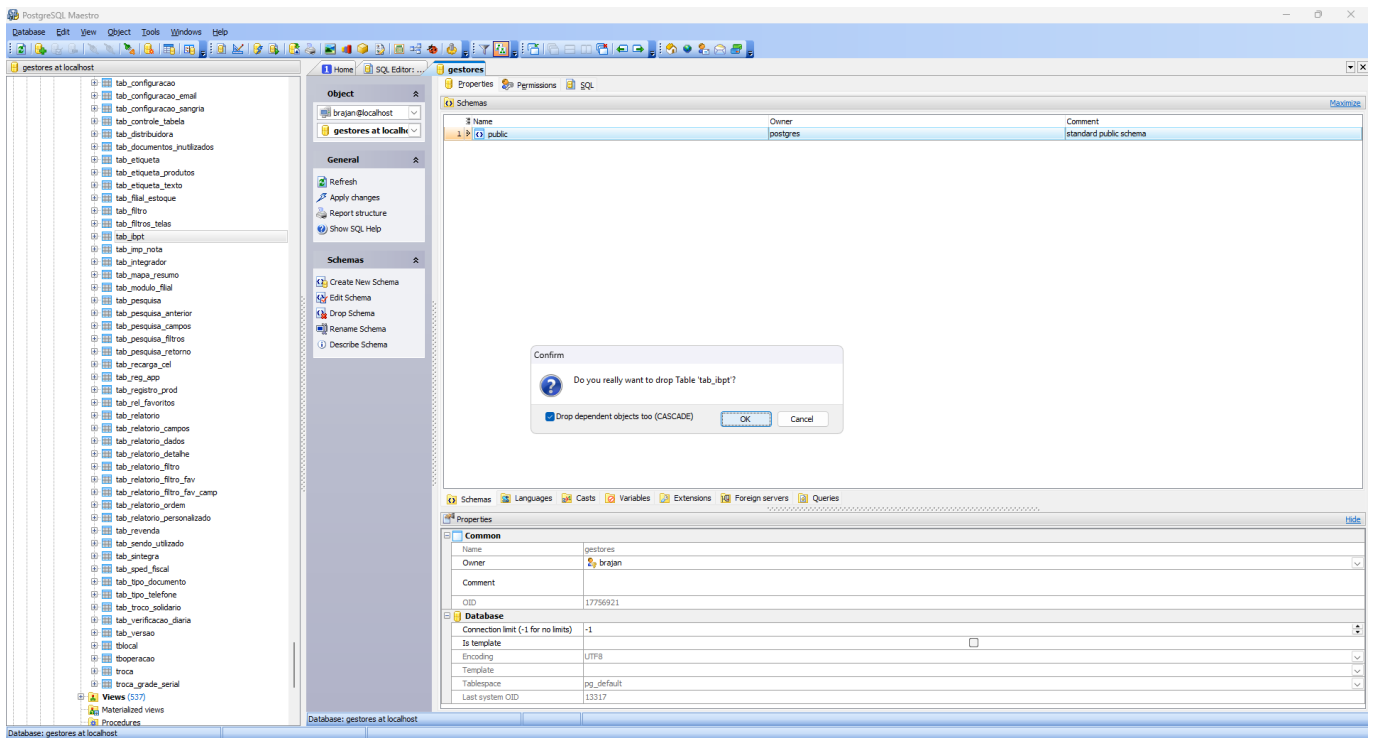 PostgreSQL Maestro
Database Edit View Object Tools Windows Help
gestores at localhost
Home
SQL Editor: ...
gestores
tab_configuracao
tab_configuracao_email
tab_configuracao_sangria
tab_controle_tabela
tab_distribuidora
tab_documentos_inutilizados
tab_etiqueta
tab_etiqueta_produtos
tab_etiqueta_texto
tab_filial_estoque
tab_filtro
tab_filtros_telas
tab_ibpt
tab_imp_nota
tab_integrador
tab_mapa_resumo
tab_modulo_filial
tab_pesquisa
tab_pesquisa_anterior
tab_pesquisa_campos
tab_pesquisa_filtros
tab_pesquisa_retorno
tab_recarga_cel
tab_reg_app
tab_registro_prod
tab_rel_favoritos
tab_relatorio
tab_relatorio_campos
tab_relatorio_dados
tab_relatorio_detalhe
tab_relatorio_filtro
tab_relatorio_filtro_fav
tab_relatorio_filtro_fav_camp
tab_relatorio_ordem
tab_relatorio_personalizado
tab_revenda
tab_sendo_utilizado
tab_sintegra
tab_sped_fiscal
tab_tipo_documento
tab_tipo_telefone
tab_troco_solidario
tab_verificacao_diaria
tab_versao
tblocal
tboperacao
troca
troca_grade_serial
Views (537)
Materialized views
Procedures
Object
brajan@localhost
gestores at localho
General
Refresh
Apply changes
Report structure
Show SQL Help
Schemas
Create New Schema
Edit Schema
Drop Schema
Rename Schema
Describe Schema
Properties Permissions SQL
Schemas Maximize
Name Owner Comment
1 public postgres standard public schema
Confirm
Do you really want to drop Table 'tab_ibpt'?
Drop dependent objects too (CASCADE) OK Cancel
Schemas Languages Casts Variables Extensions Foreign servers Queries
Properties Hide
Common
Name gestores
Owner brajan
Comment
OID 17756921
Database
Connection limit (-1 for no limits) -1
Is template
Encoding UTF8
Template
Tablespace pg_default
Last system OID 13317
Database: gestores at localhost
Database: gestores at localhost